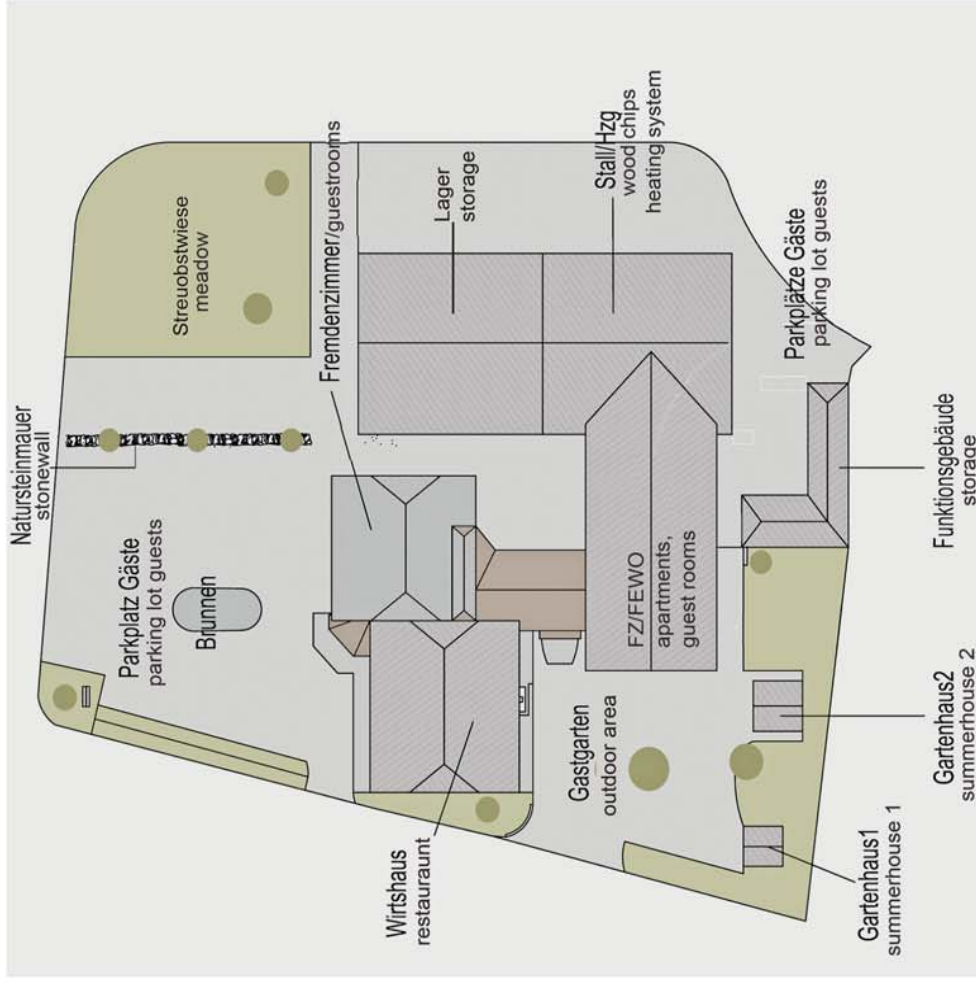 Natursteinmauer
stonewall
Parkplatz Gäste
parking lot guests
Brunnen
Streuobstwiese
meadow
Fremdenzimmer/guestrooms
Wirtshaus
restauraunt
Lager
storage
Gastgarten
outdoor area
Stall/Hzg
wood chips
heating system
FZ/FEWO
apartments,
guest rooms
Parkplätze Gäste
parking lot guests
Gartenhaus1
summerhouse 1
Gartenhaus2
summerhouse 2
Funktionsgebäude
storage